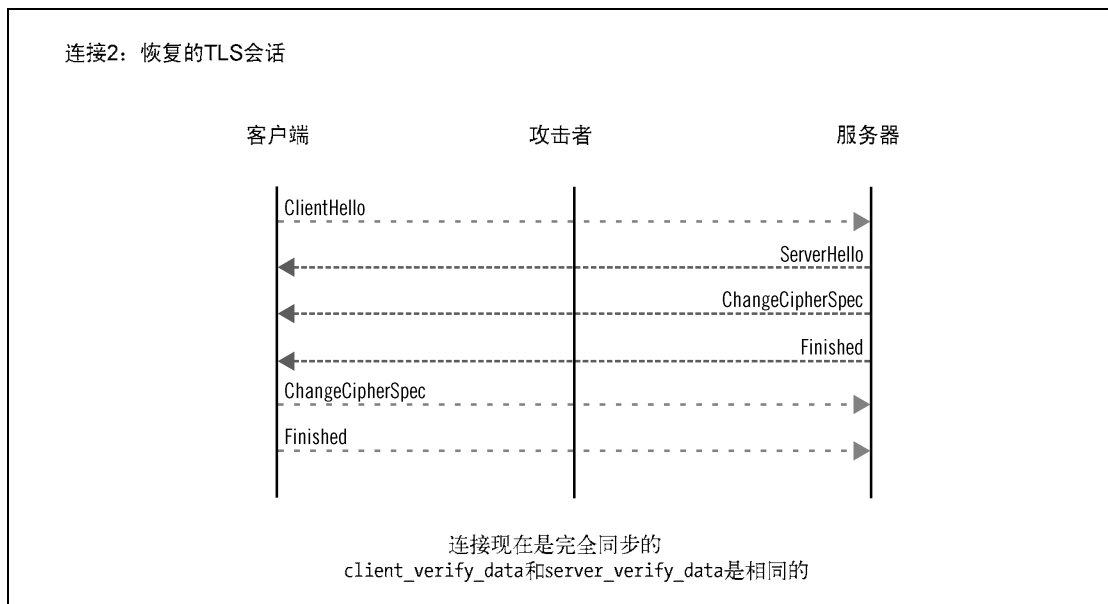 连接2：恢复的TLS会话
客户端
攻击者
服务器
ClientHello
ServerHello
ChangeCipherSpec
Finished
ChangeCipherSpec
Finished
连接现在是完全同步的
client_verify_data和server_verify_data是相同的